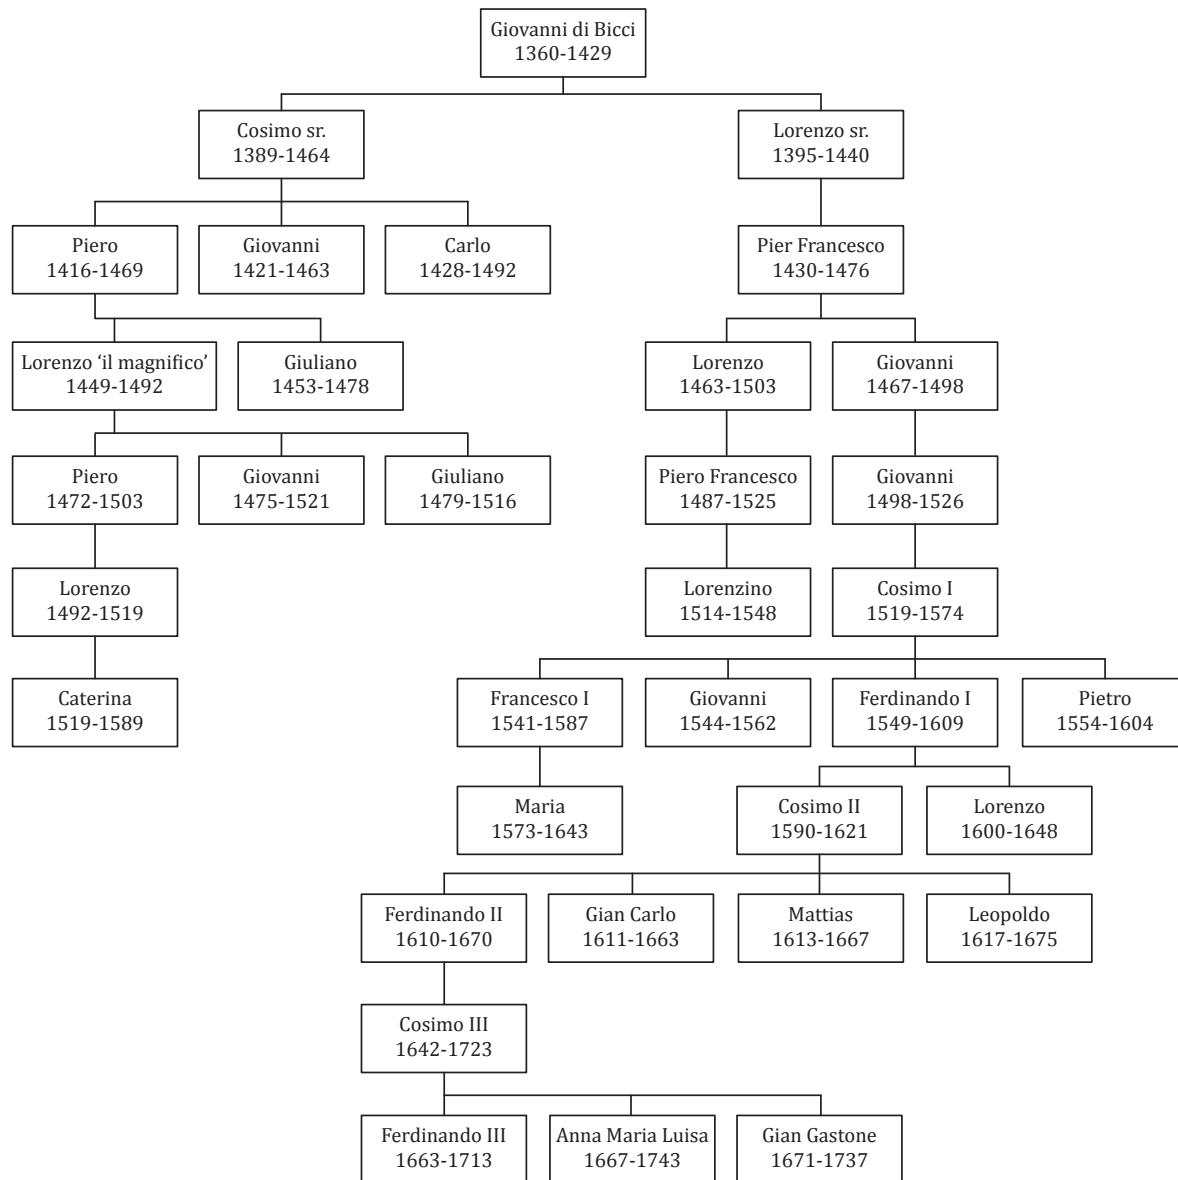 Giovanni di Bicci
1360-1429
Cosimo sr.
1389-1464
Lorenzo sr.
1395-1440
Piero
1416-1469
Giovanni
1421-1463
Carlo
1428-1492
Pier Francesco
1430-1476
Lorenzo ‘il magnifico’
1449-1492
Giuliano
1453-1478
Lorenzo
1463-1503
Giovanni
1467-1498
Piero
1472-1503
Giovanni
1475-1521
Giuliano
1479-1516
Piero Francesco
1487-1525
Giovanni
1498-1526
Lorenzo
1492-1519
Lorenzino
1514-1548
Cosimo I
1519-1574
Caterina
1519-1589
Francesco I
1541-1587
Giovanni
1544-1562
Ferdinando I
1549-1609
Pietro
1554-1604
Maria
1573-1643
Cosimo II
1590-1621
Lorenzo
1600-1648
Ferdinando II
1610-1670
Gian Carlo
1611-1663
Mattias
1613-1667
Leopoldo
1617-1675
Cosimo III
1642-1723
Ferdinando III
1663-1713
Anna Maria Luisa
1667-1743
Gian Gastone
1671-1737